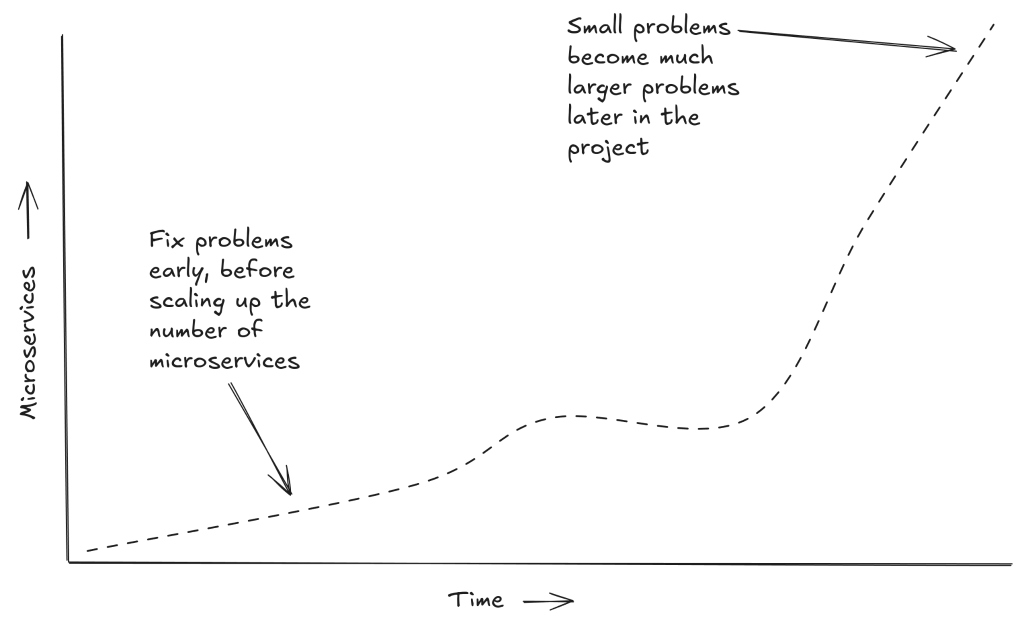 Small problems
become much
larger problems
later in the
project
Fix problems
early, before
scaling up the
number of
microservices
Microservices
Time